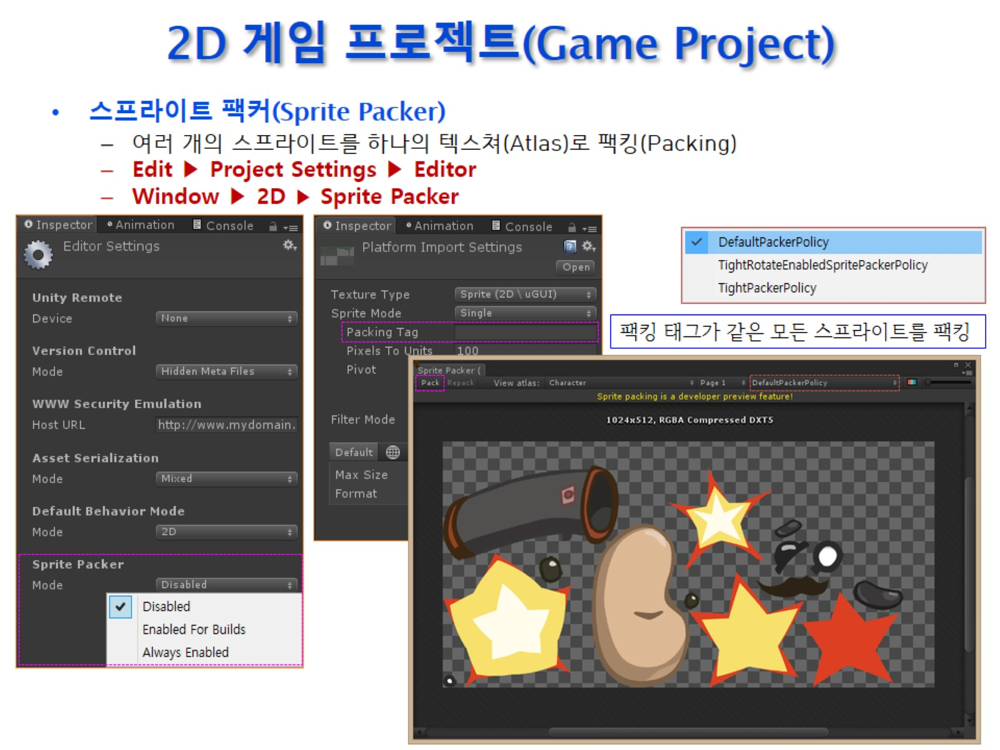 2D 게임 프로젝트(Game Project)
• 스프라이트 팩커(Sprite Packer)
– 여러 개의 스프라이트를 하나의 텍스쳐(Atlas)로 팩킹(Packing)
– Edit ▶ Project Settings ▶ Editor
– Window ▶ 2D ▶ Sprite Packer
Inspector Animation Console
Editor Settings
Unity Remote
Device None
Version Control
Mode Hidden Meta Files
WWW Security Emulation
Host URL http://www.mydomain.
Asset Serialization
Mode Mixed
Default Behavior Mode
Mode 2D
Sprite Packer
Mode Disabled
Disabled
Enabled For Builds
Always Enabled
Inspector Animation Console
Platform Import Settings
Open
Texture Type Sprite (2D \ uGUI)
Sprite Mode Single
Packing Tag
Pixels To Units 100
Pivot
Filter Mode
Default
Max Size
Format
DefaultPackerPolicy
TightRotateEnabledSpritePackerPolicy
TightPackerPolicy
팩킹 태그가 같은 모든 스프라이트를 팩킹
Sprite Packer (
Pack Repack View atlas: Character Page 1 DefaultPackerPolicy
Sprite packing is a developer preview feature!
1024x512, RGBA Compressed DXT5